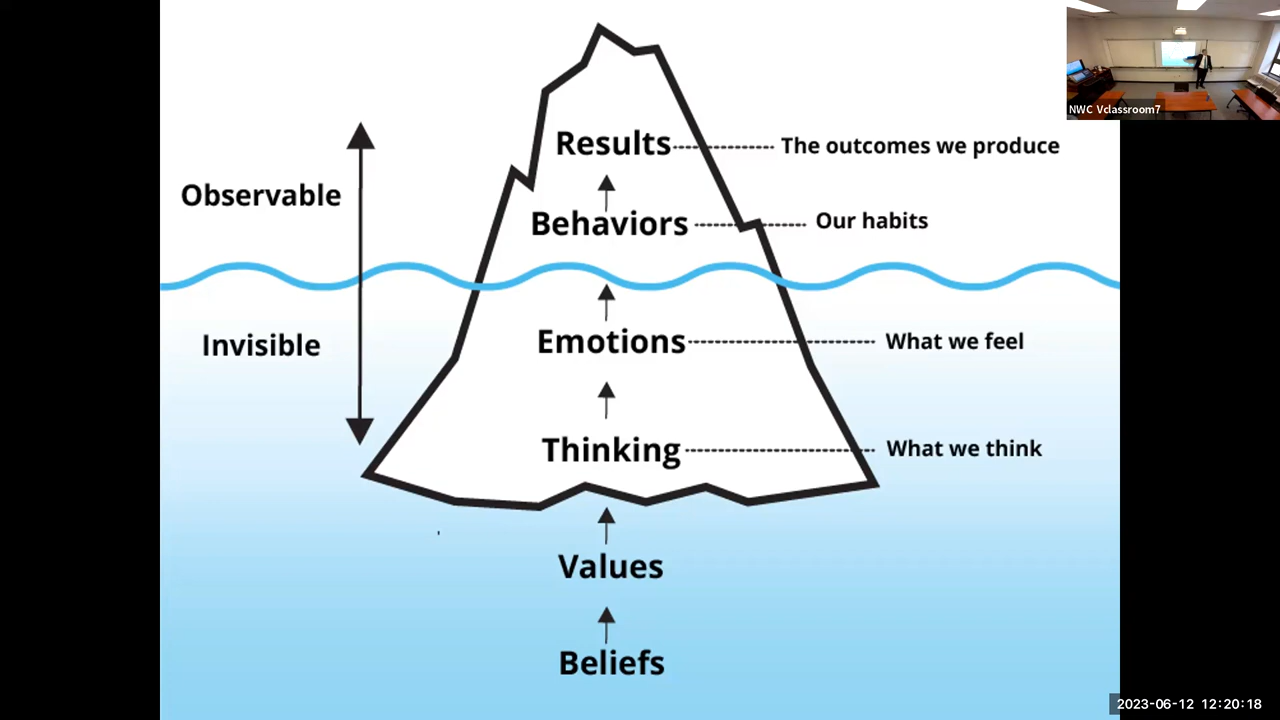 NWC Vclassroom7
Results
The outcomes we produce
Observable
Behaviors
Our habits
Invisible
Emotions
What we feel
Thinking
What we think
Values
Beliefs
2023-06-12 12:20:18